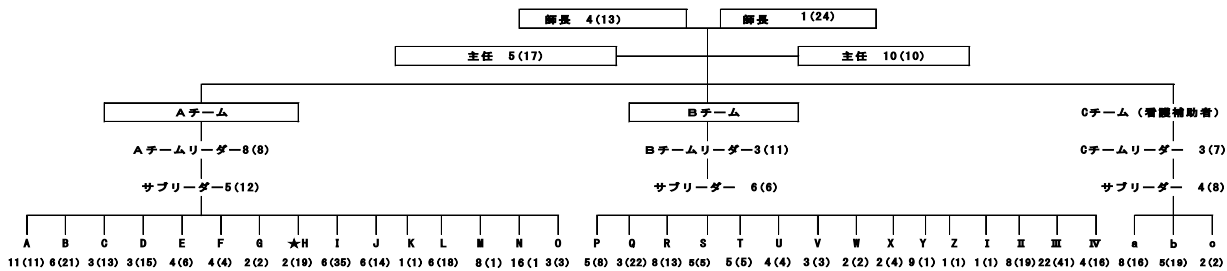 師長 4(13) 師長 1(24)
主任 5(17) 主任 10(10)
Aチーム Bチーム Cチーム(看護補助者)
Aチームリーダー8(8) Bチームリーダー3(11) Cチームリーダー 3(7)
サブリーダー5(12) サブリーダー 6(6) サブリーダー 4(8)
A B C D E F G ★H I J K L M N O P Q R S T U V W X Y Z I Ⅱ Ⅲ Ⅳ a b c
11(11) 6(21) 3(13) 3(15) 4(6) 4(4) 2(2) 2(19) 6(35) 6(14) 1(1) 6(18) 8(1) 16(1 3(3) 5(8) 3(22) 8(13) 5(5) 5(5) 4(4) 3(3) 2(2) 2(4) 9(1) 1(1) 1(1) 8(19) 22(41) 4(16) 8(16) 5(19) 2(2)